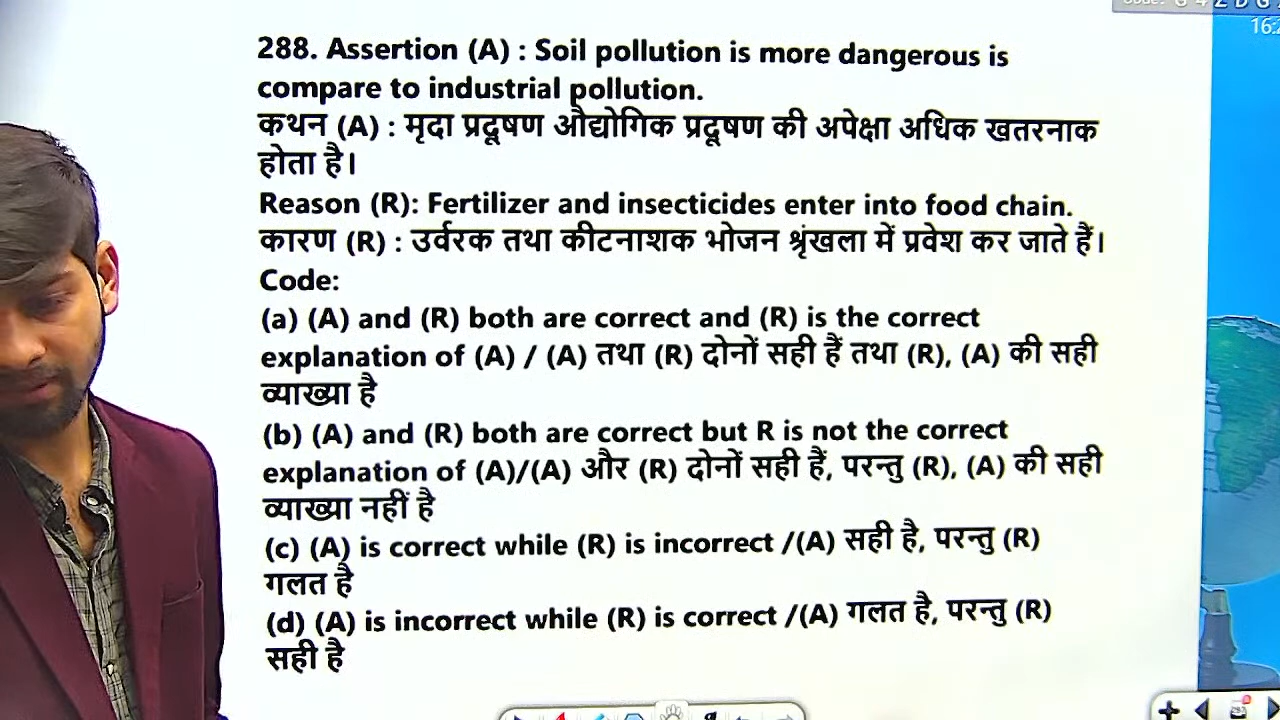 288. Assertion (A) : Soil pollution is more dangerous is
compare to industrial pollution.
कथन (A) : मृदा प्रदूषण औद्योगिक प्रदूषण की अपेक्षा अधिक खतरनाक
होता है।
Reason (R): Fertilizer and insecticides enter into food chain.
कारण (R) : उर्वरक तथा कीटनाशक भोजन श्रृंखला में प्रवेश कर जाते हैं।
Code:
(a) (A) and (R) both are correct and (R) is the correct
explanation of (A) / (A) तथा (R) दोनों सही हैं तथा (R), (A) की सही
व्याख्या है
(b) (A) and (R) both are correct but R is not the correct
explanation of (A)/(A) और (R) दोनों सही हैं, परन्तु (R), (A) की सही
व्याख्या नहीं है
(c) (A) is correct while (R) is incorrect /(A) सही है, परन्तु (R)
गलत है
(d) (A) is incorrect while (R) is correct /(A) गलत है, परन्तु (R)
सही है